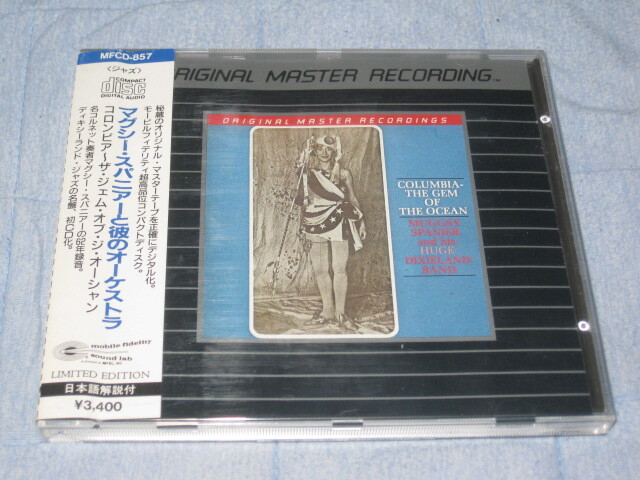 MFCD-857
〈ジャズ〉
COMPACT
disc
DIGITAL AUDIO
秘蔵のオリジナル・マスターテープを正確にデジタル化。
モービルフィデリティ超高品位コンパクトディスク。
マグシー・スパニアーと彼のオーケストラ
コロンビア〜ザ・ジェム・オブ・ジ・オーシャン
名コルネット奏者マグシー・スパニアーの62年録音。
ディキシーランド・ジャズの名盤、初CD化。
mobile fidelity
sound lab
LIMITED EDITION
日本語解説付
¥3,400
ORIGINAL MASTER RECORDING
ORIGINAL MASTER RECORDINGS
COLUMBIA-
THE GEM
OF
THE OCEAN
MUGGSY
SPANIER
and his
HUGE
DIXIELAND
BAND